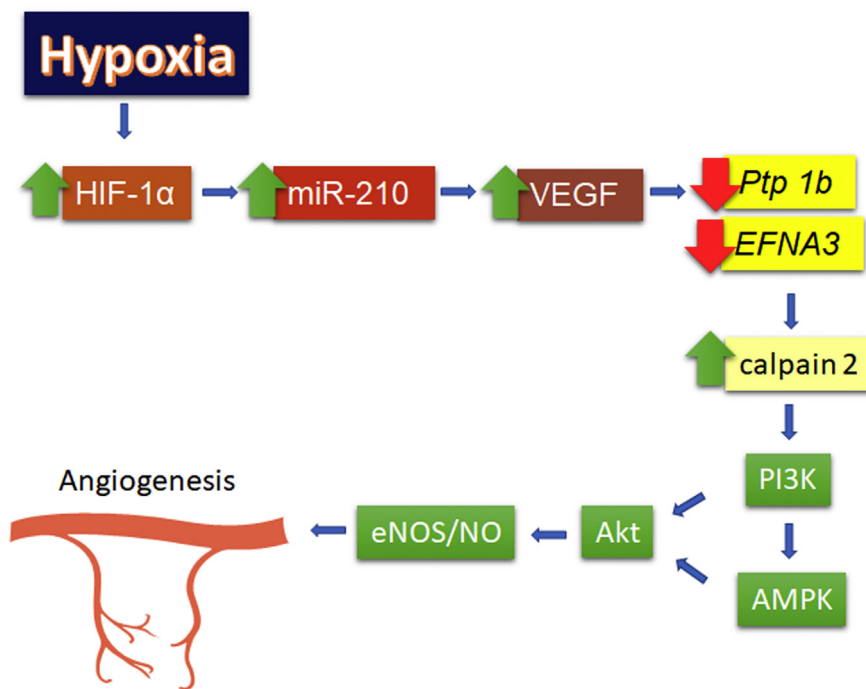 Hypoxia
HIF-1α
miR-210
VEGF
Ptp 1b
EFNA3
calpain 2
PI3K
AMPK
Akt
eNOS/NO
Angiogenesis